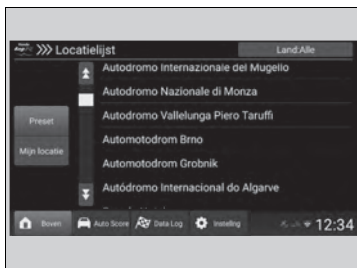 Locatielijst
Land:Alle
Autodromo Internazionale del Mugello
Autodromo Nazionale di Monza
Autodromo Vallelunga Piero Taruffi
Automotodrom Brno
Automotodrom Grobnik
Autódromo Internacional do Algarve
Preset
Mijn locatie
Boven
Auto Score
Data Log
Instelling
12:34